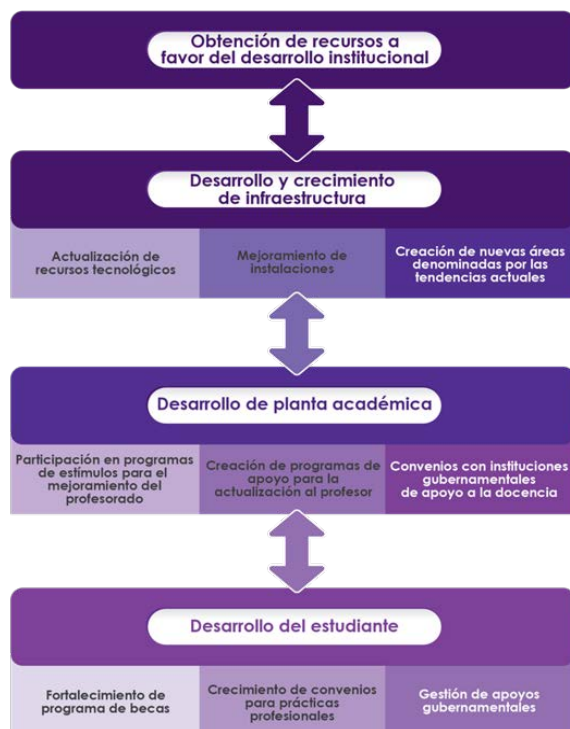 Obtención de recursos a
favor del desarrollo institucional
Desarrollo y crecimiento
de infraestructura
Actualización de
recursos tecnológicos
Mejoramiento de
instalaciones
Creación de nuevas áreas
denominadas por las
tendencias actuales
Desarrollo de planta académica
Participación en programas
de estímulos para el
mejoramiento del
profesorado
Creación de programas de
apoyo para la
actualización al profesor
Convenios con instituciones
gubernamentales
de apoyo a la docencia
Desarrollo del estudiante
Fortalecimiento de
programa de becas
Crecimiento de convenios
para prácticas
profesionales
Gestión de apoyos
gubernamentales